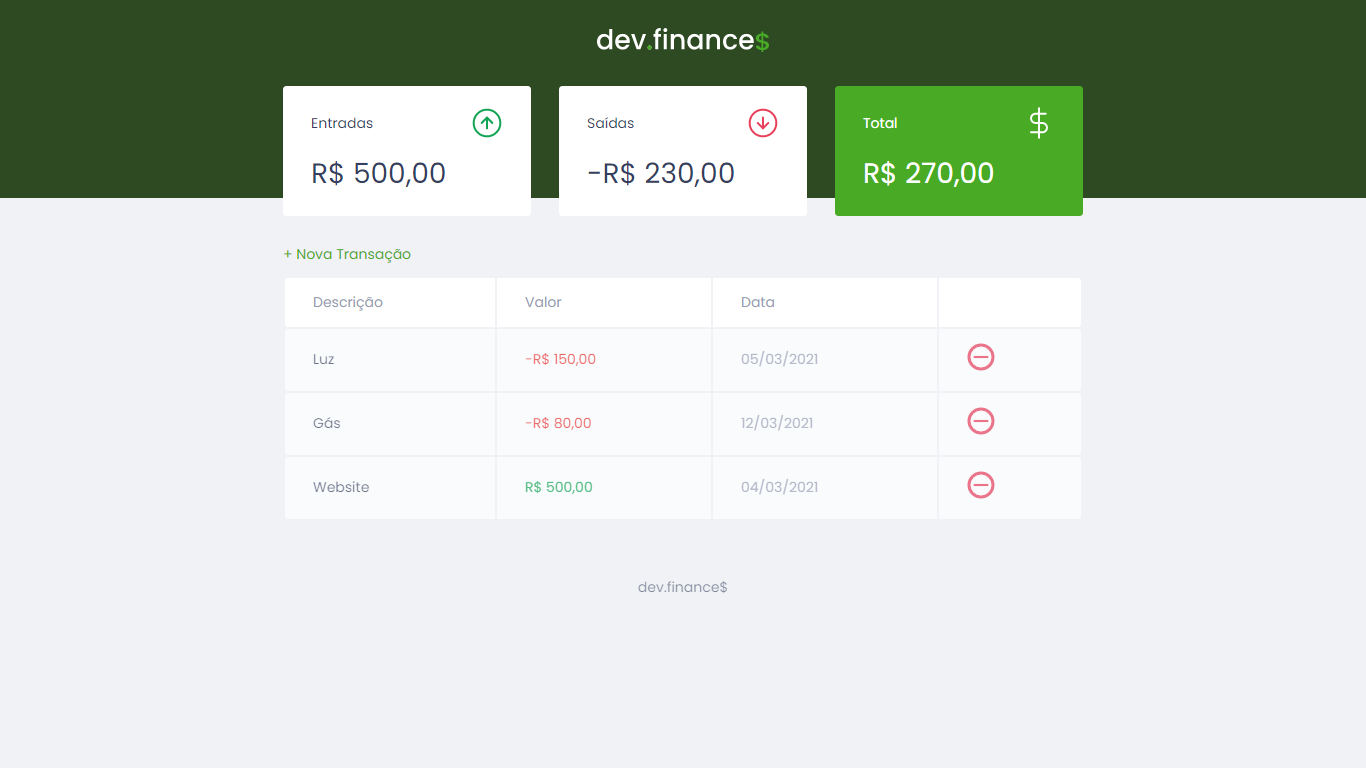 dev.finance$
Entradas
R$ 500,00
Saídas
-R$ 230,00
Total
$
R$ 270,00
+ Nova Transação
Descrição Valor Data
Luz -R$ 150,00 05/03/2021
Gás -R$ 80,00 12/03/2021
Website R$ 500,00 04/03/2021
dev.finance$